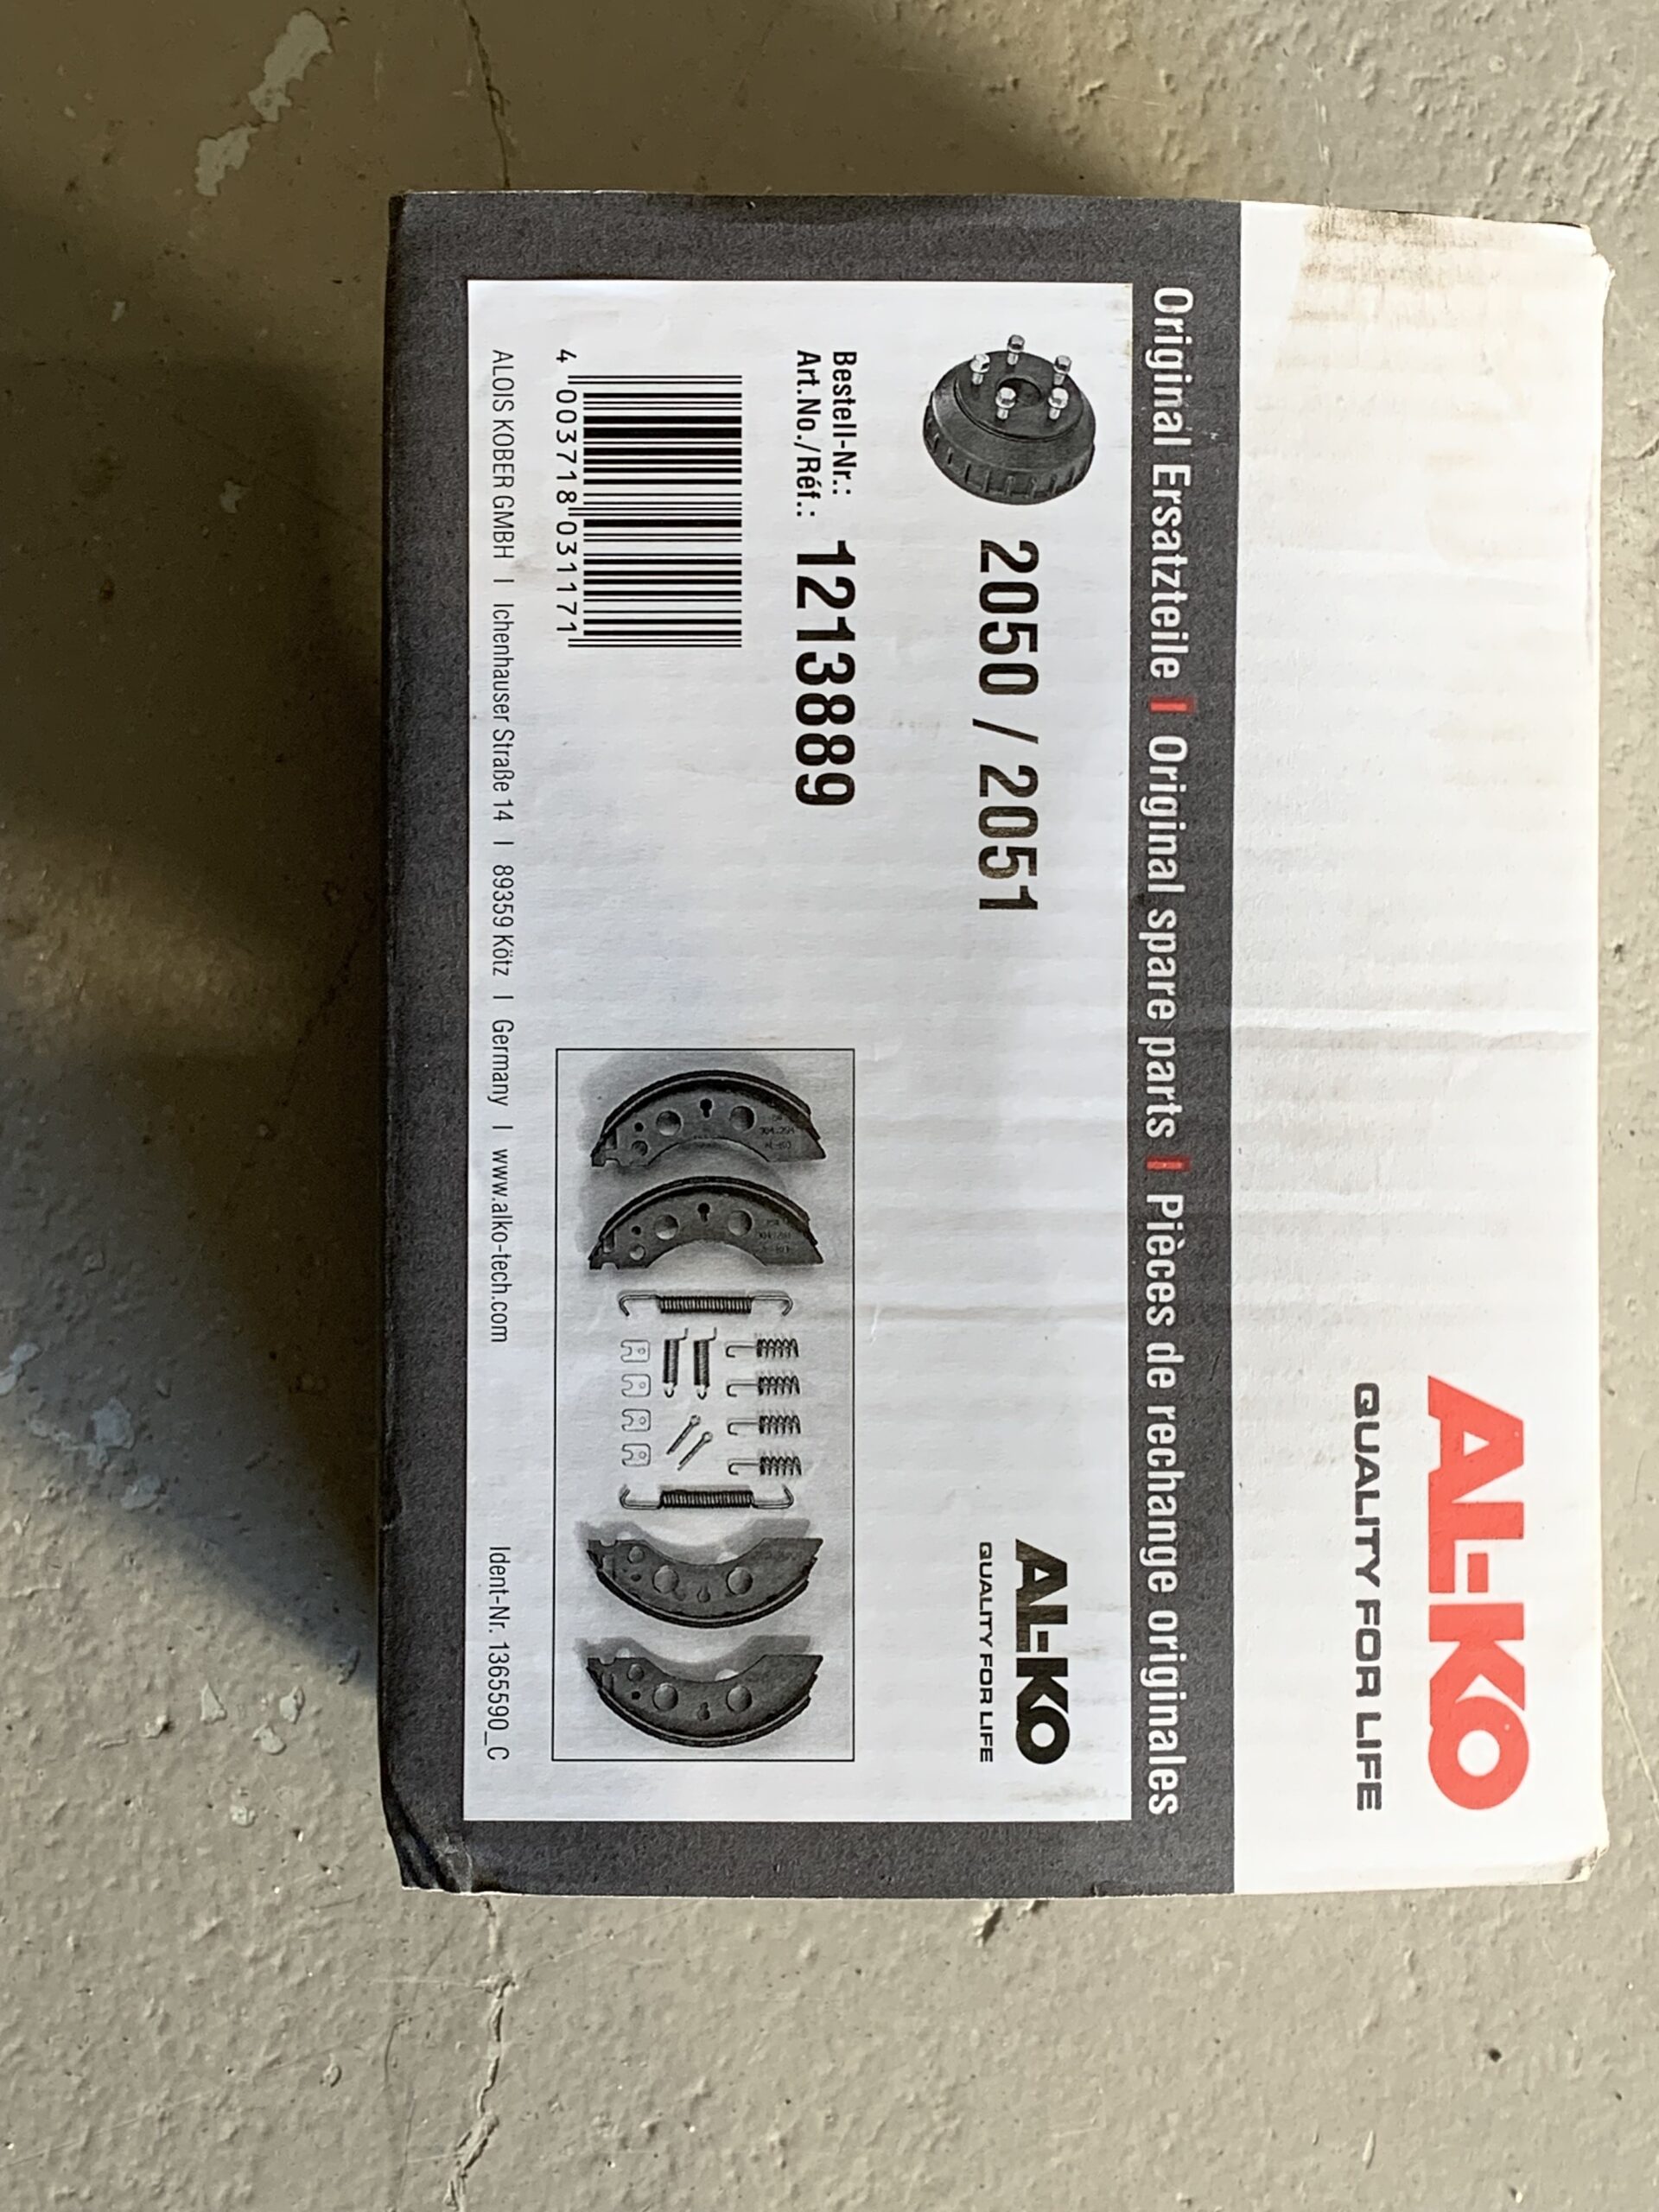 AL-KO
QUALITY FOR LIFE
Original Ersatzteile | Original spare parts | Pièces de rechange originales
2050 / 2051
AL-KO
QUALITY FOR LIFE
Bestell-Nr.:
Art.No./Réf.: 1213889
4 003718 031171
ALOIS KOBER GMBH | Ichenhauser Straße 14 | 89359 Kötz | Germany | www.alko-tech.com
Ident-Nr. 1365590_C